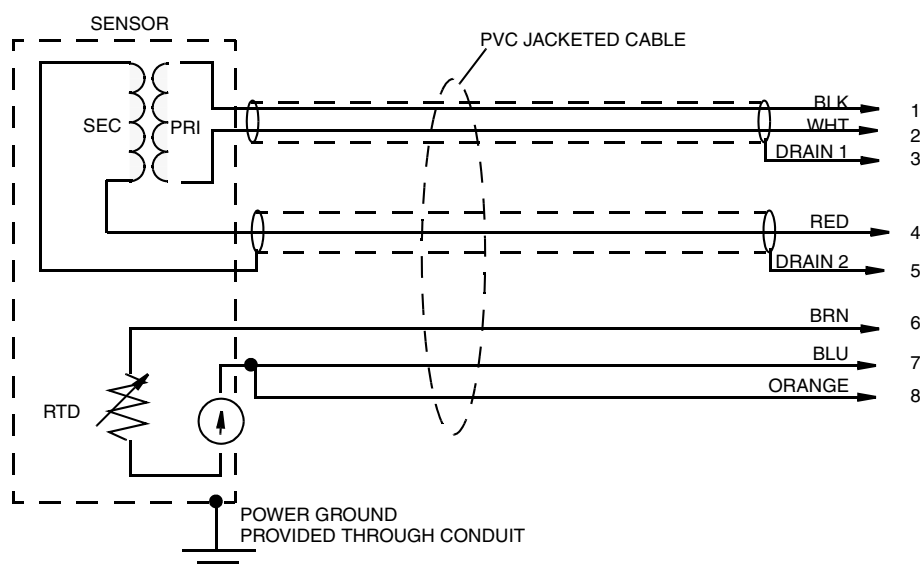 SENSOR
PVC JACKETED CABLE
SEC PRI
BLK 1
WHT 2
DRAIN 1 3
RED 4
DRAIN 2 5
BRN 6
BLU 7
ORANGE 8
RTD
POWER GROUND
PROVIDED THROUGH CONDUIT